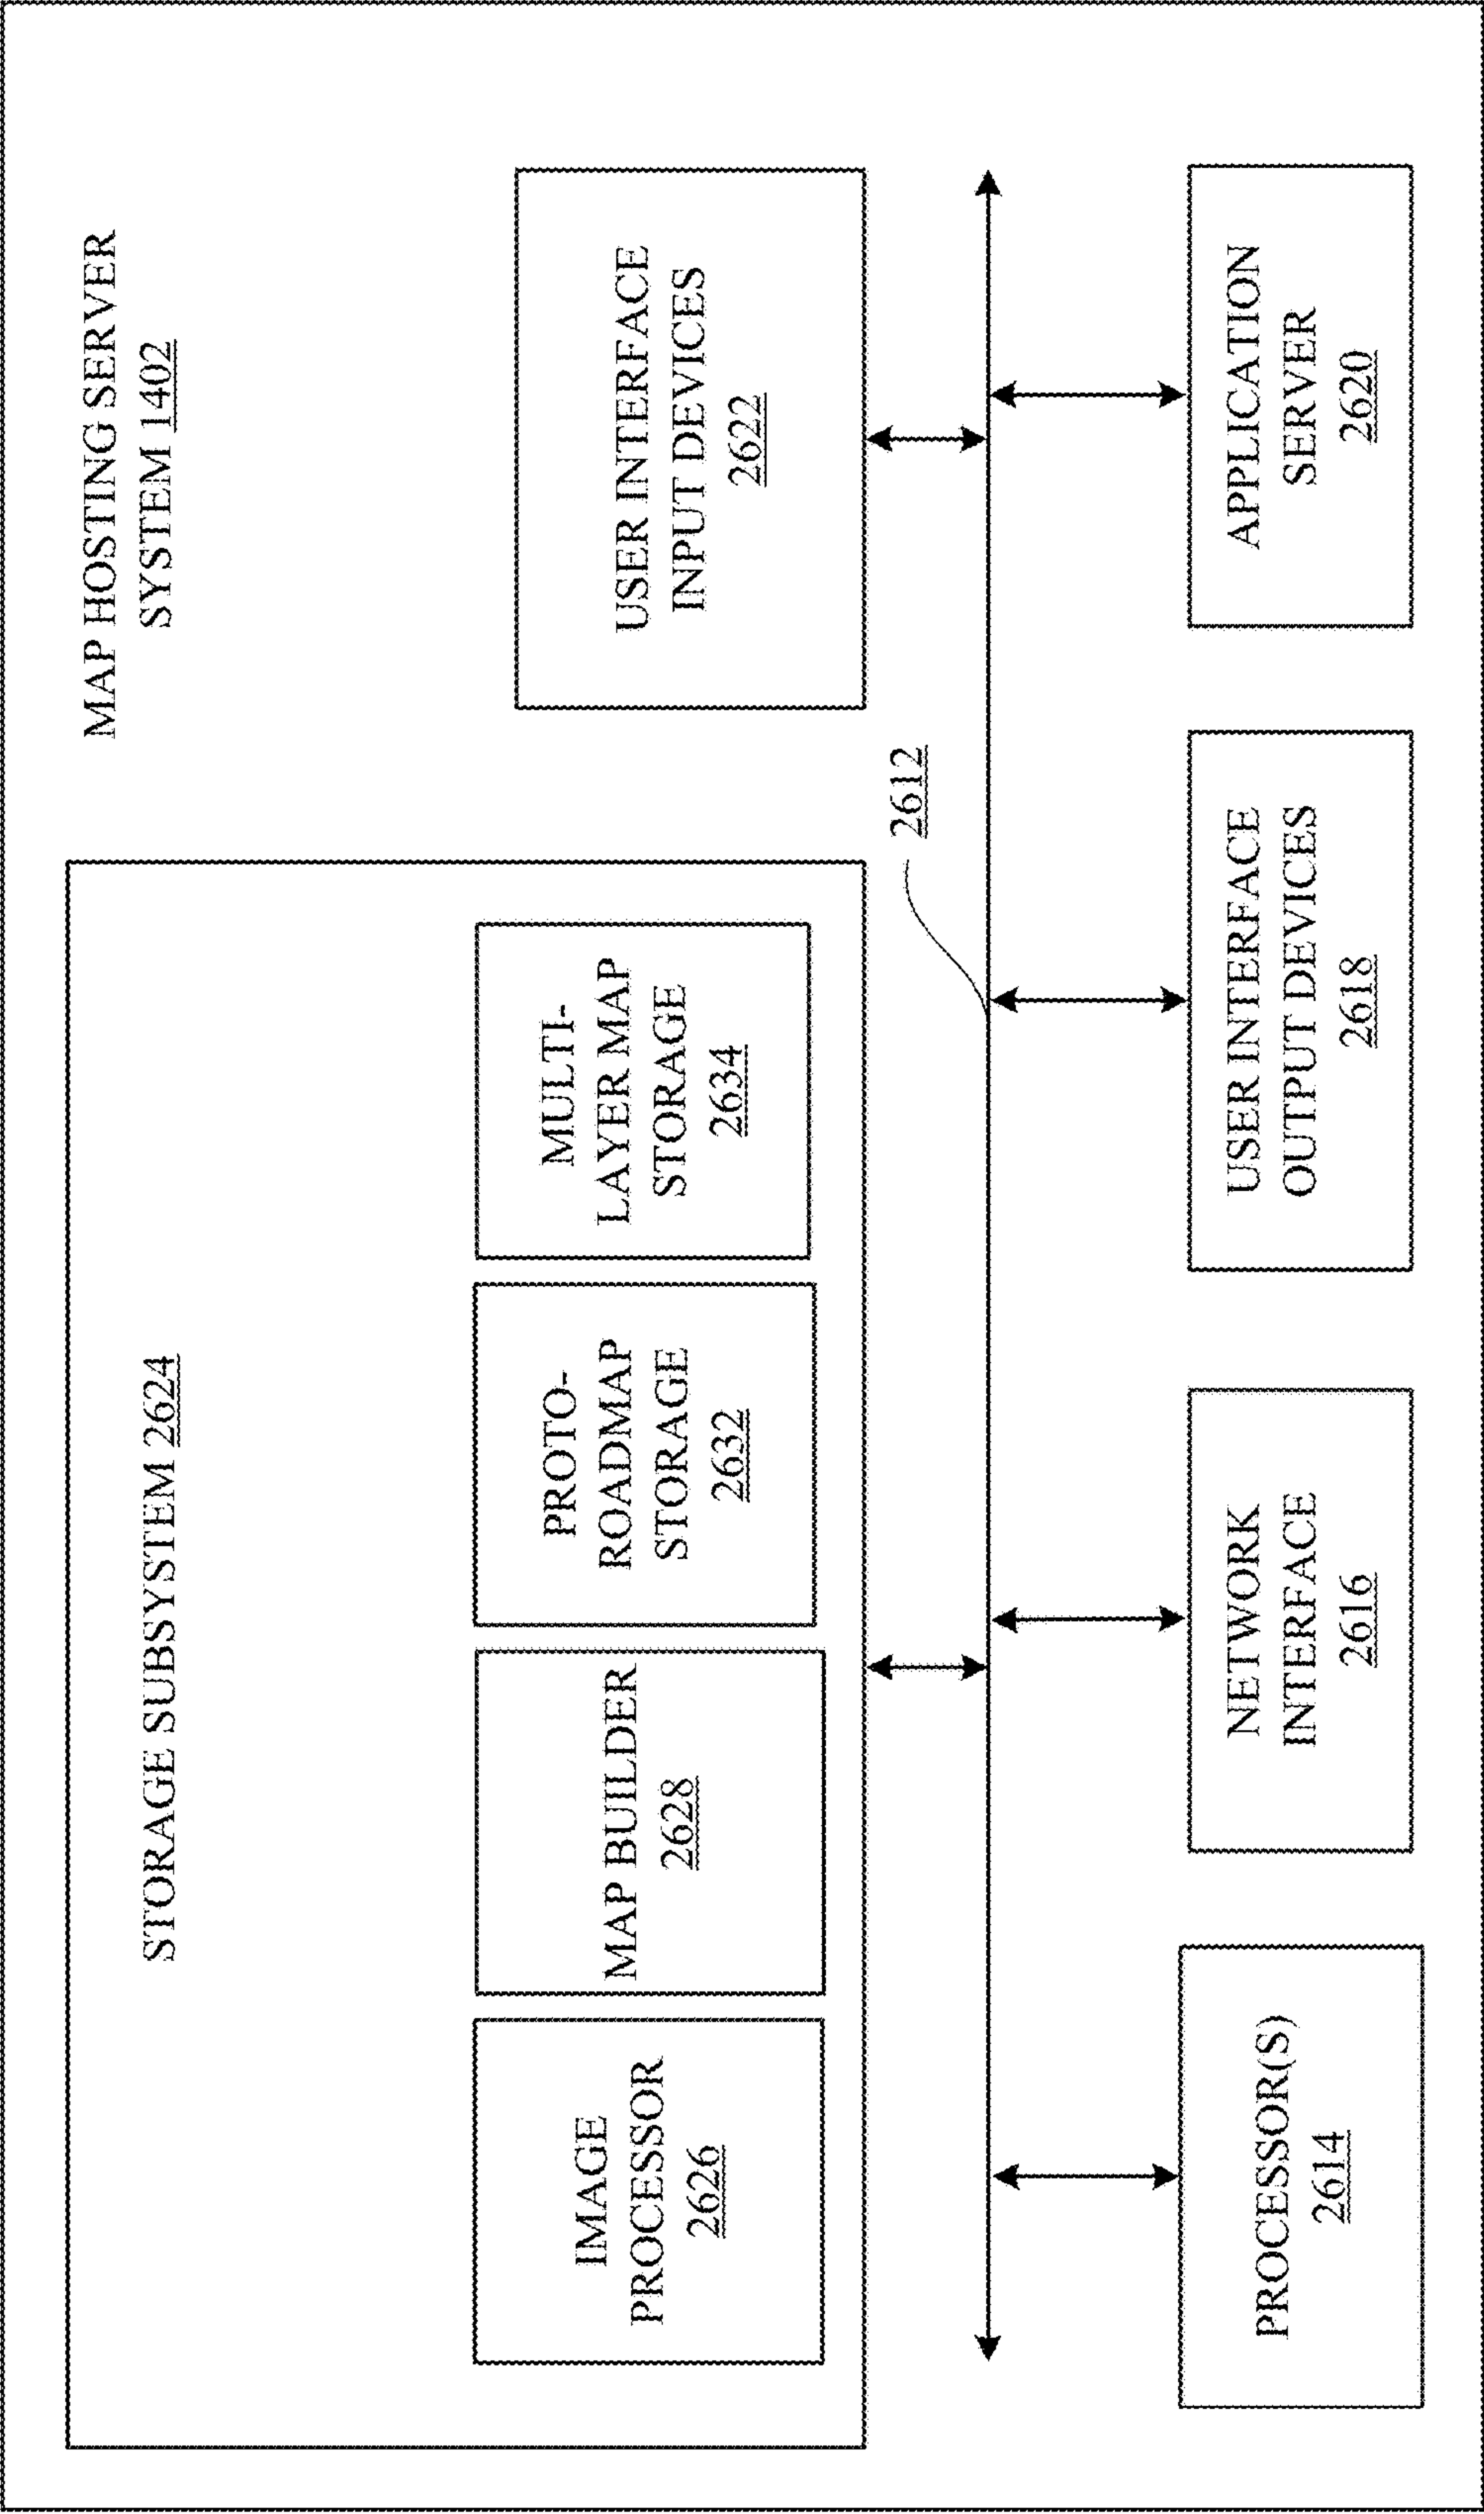 MAP HOSTING SERVER
SYSTEM 1402
STORAGE SUBSYSTEM 2624
IMAGE
PROCESSOR
2626
MAP BUILDER
2628
PROTO-
ROADMAP
STORAGE
2632
MULTI-
LAYER MAP
STORAGE
2634
USER INTERFACE
INPUT DEVICES
2622
2612
PROCESSOR(S)
2614
NETWORK
INTERFACE
2616
USER INTERFACE
OUTPUT DEVICES
2618
APPLICATION
SERVER
2620